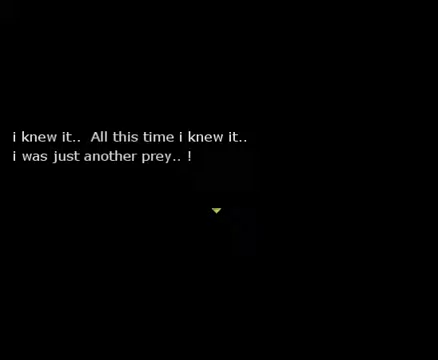 i knew it..  All this time i knew it..
i was just another prey.. !